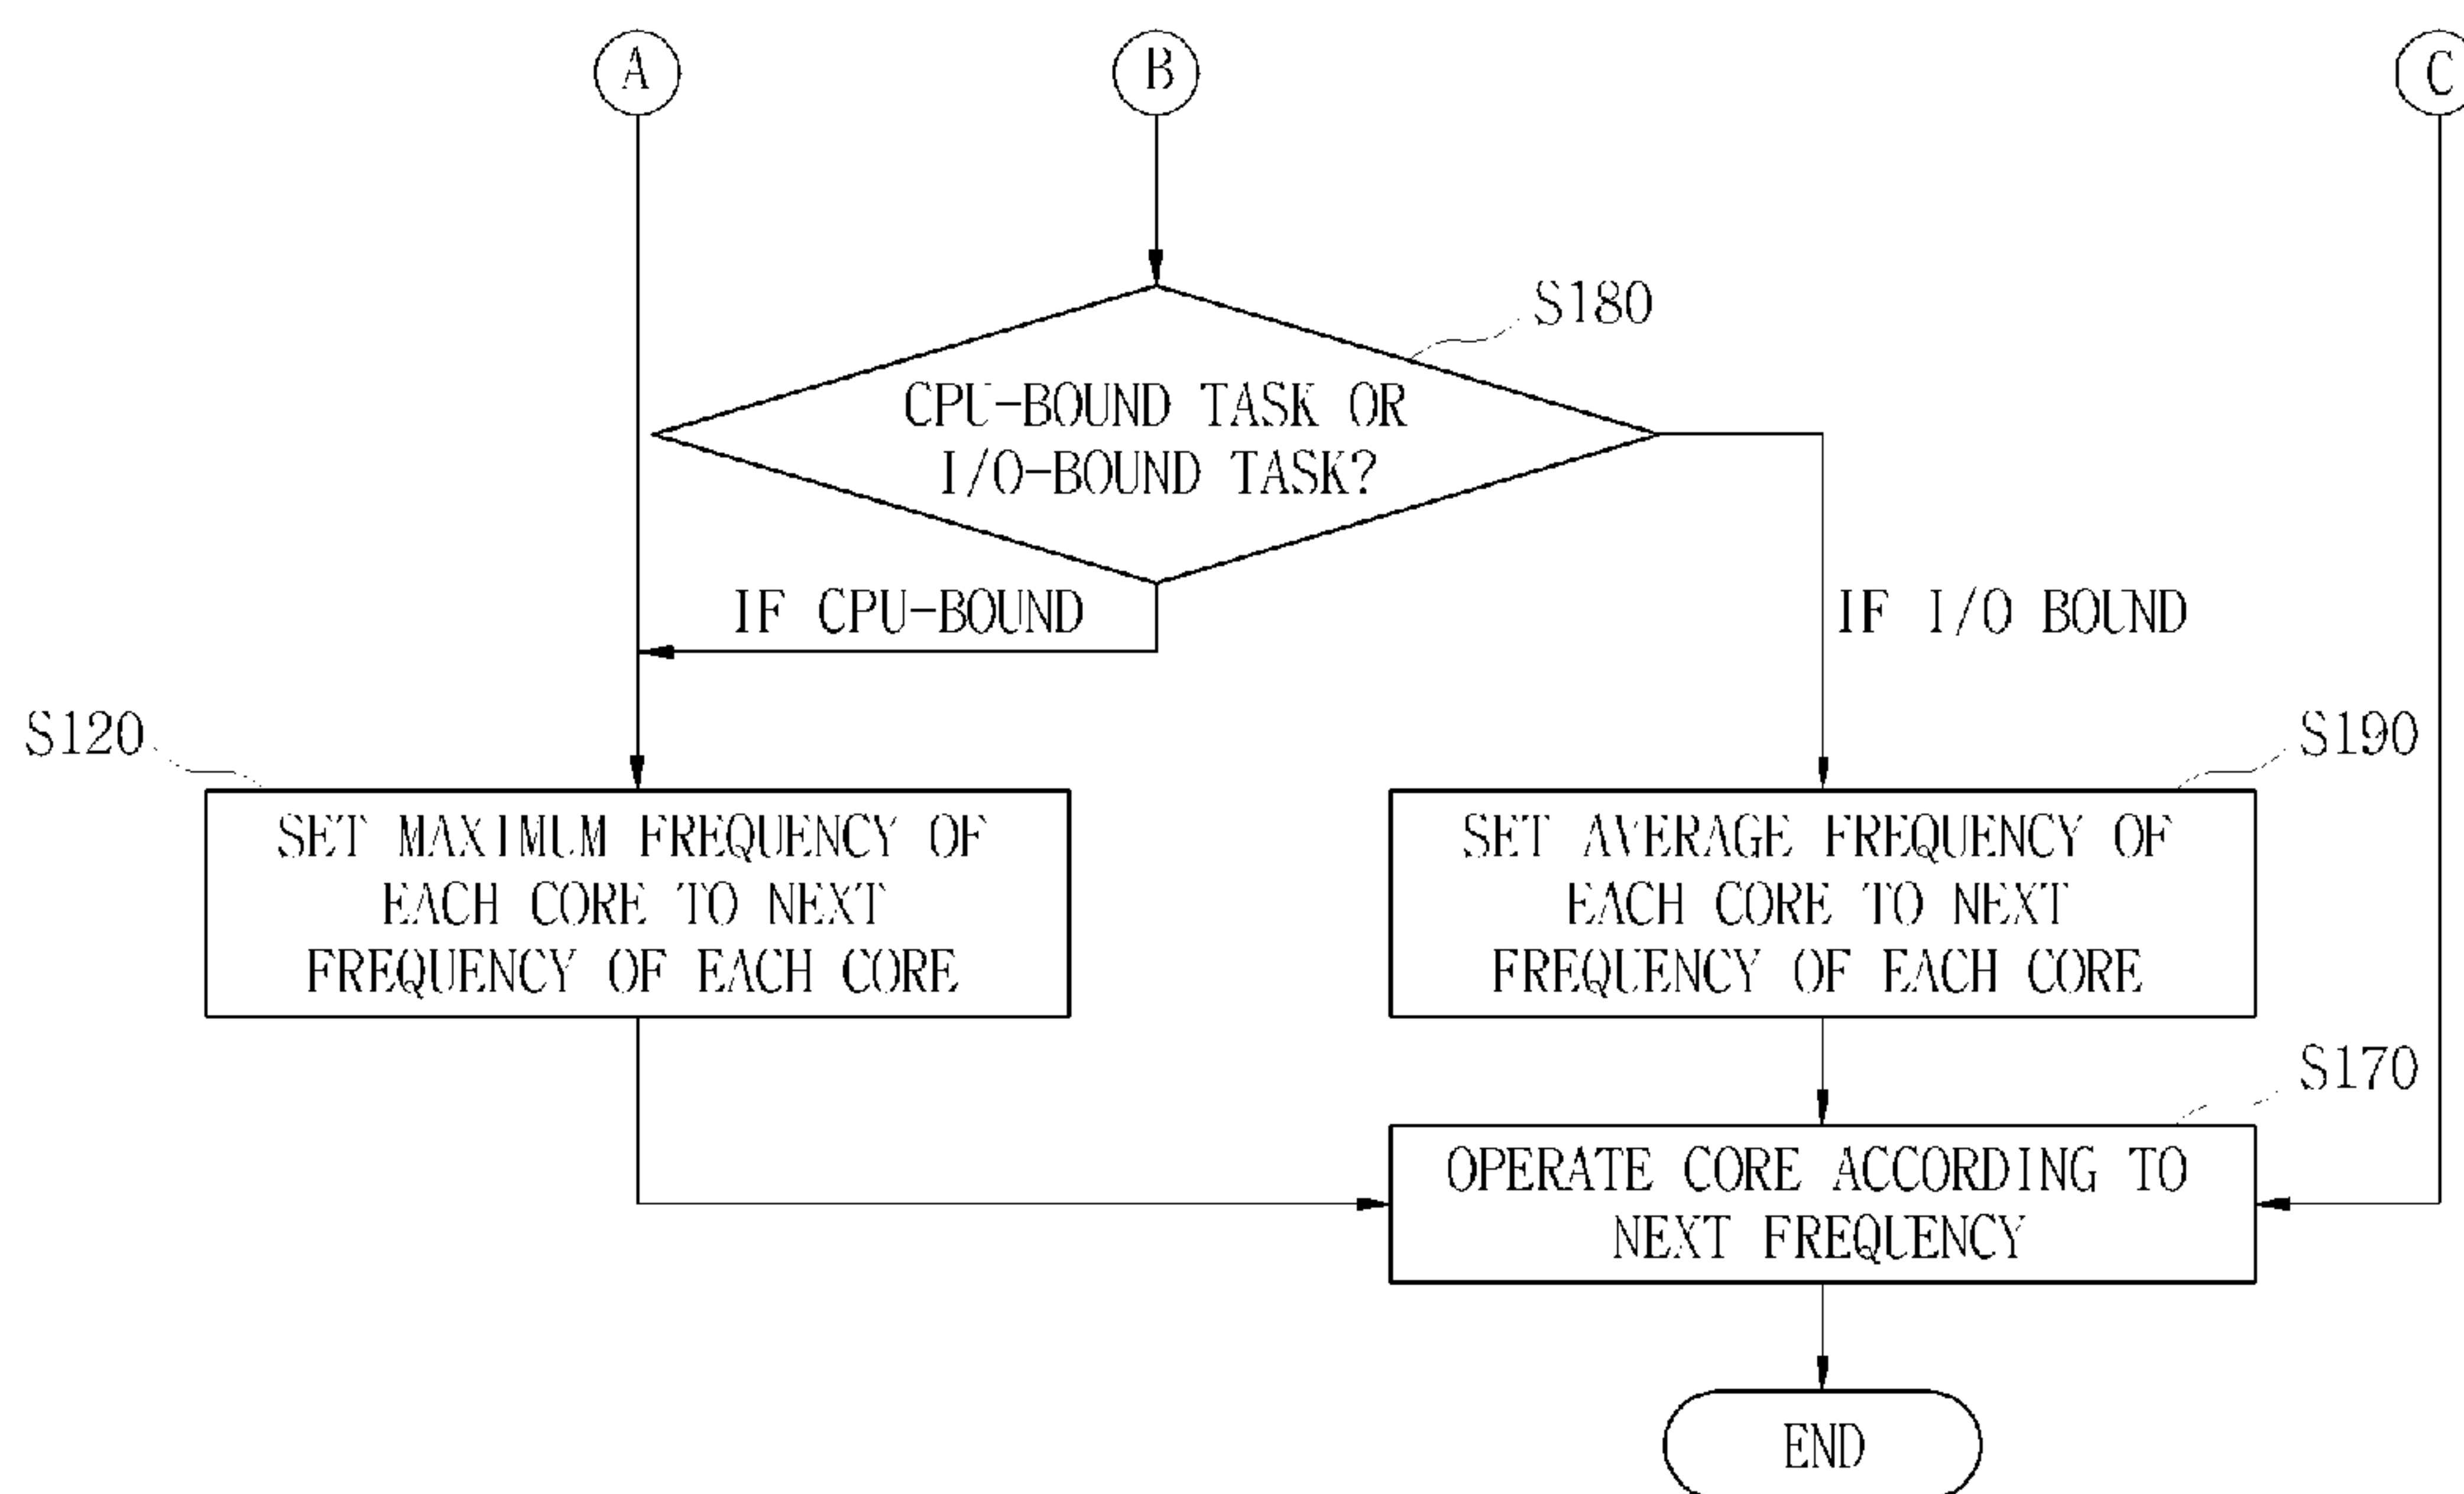 A
B
C
S180
CPU-BOUND TASK OR
I/O-BOUND TASK?
IF CPU-BOUND
IF I/O BOUND
S120
S190
SET MAXIMUM FREQUENCY OF
EACH CORE TO NEXT
FREQUENCY OF EACH CORE
SET AVERAGE FREQUENCY OF
EACH CORE TO NEXT
FREQUENCY OF EACH CORE
S170
OPERATE CORE ACCORDING TO
NEXT FREQUENCY
END